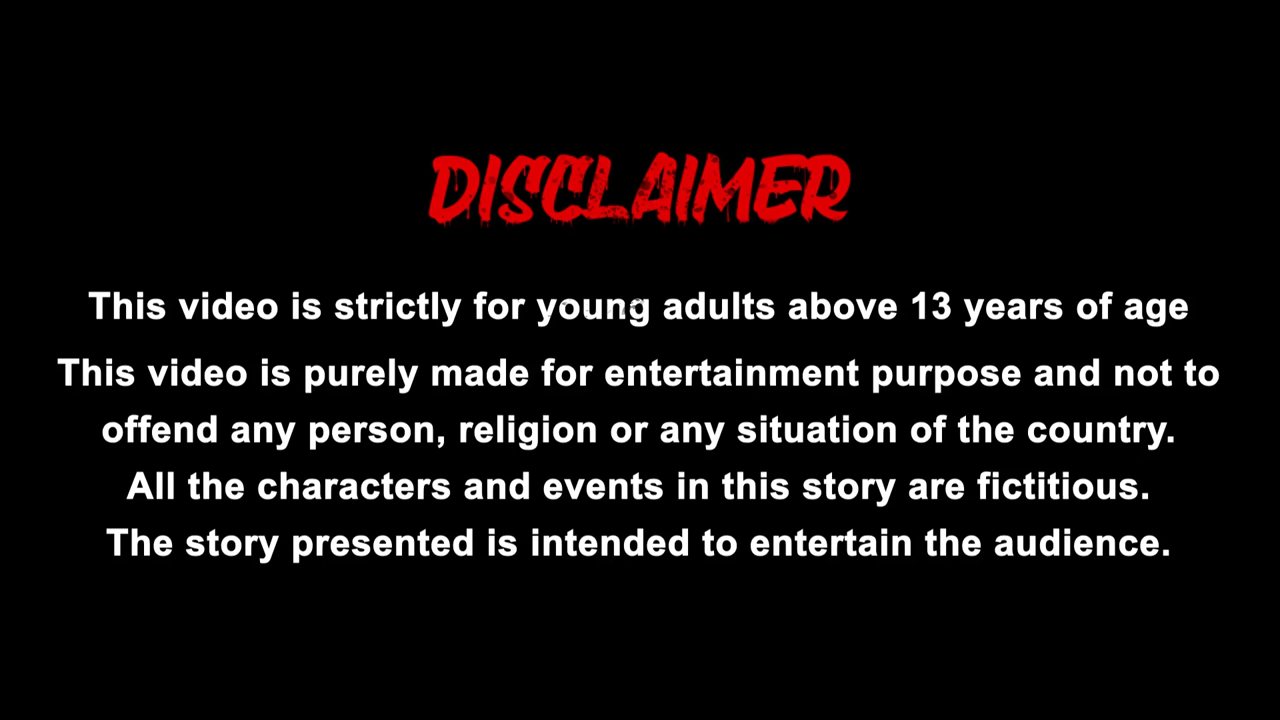 DISCLAIMER
This video is strictly for young adults above 13 years of age
This video is purely made for entertainment purpose and not to
offend any person, religion or any situation of the country.
All the characters and events in this story are fictitious.
The story presented is intended to entertain the audience.